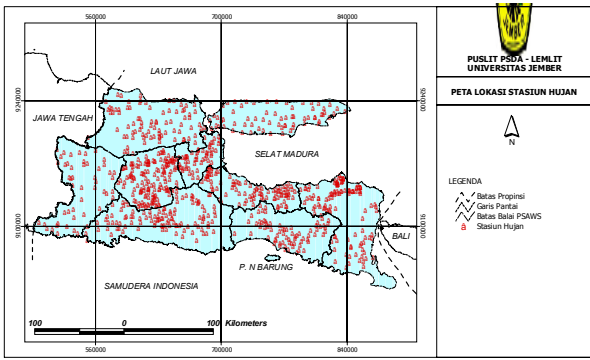 560000 700000 840000
LAUT JAWA
9240000 9240000
JAWA TENGAH
SELAT MADURA
9100000 9100000
BALI
P. N BARUNG
SAMUDERA INDONESIA
100 0 100 Kilometers
560000 700000 840000
PUSLIT PSDA - LEMLIT
UNIVERSITAS JEMBER
PETA LOKASI STASIUN HUJAN
N
LEGENDA
Batas Propinsi
Garis Pantai
Batas Balai PSAWS
Stasiun Hujan